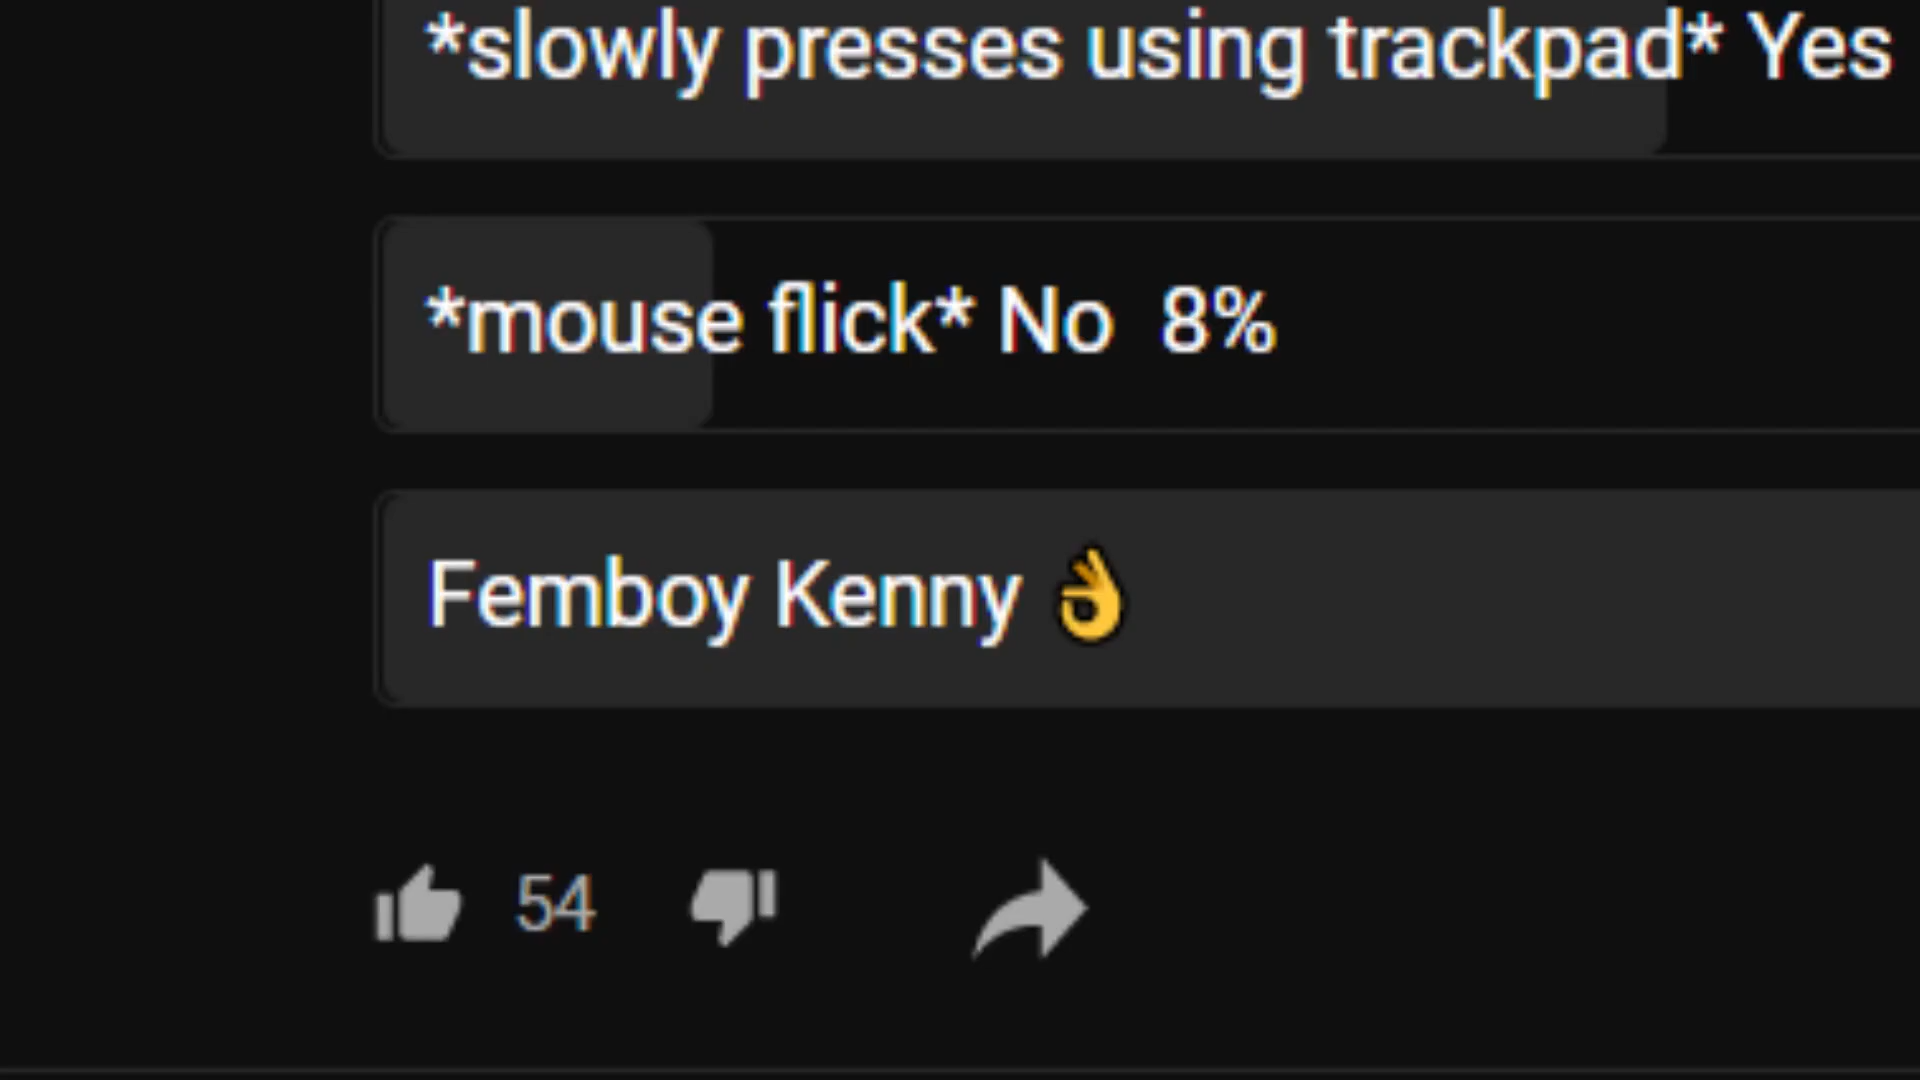 *slowly presses using trackpad* Yes
*mouse flick* No  8%
Femboy Kenny 👌
54